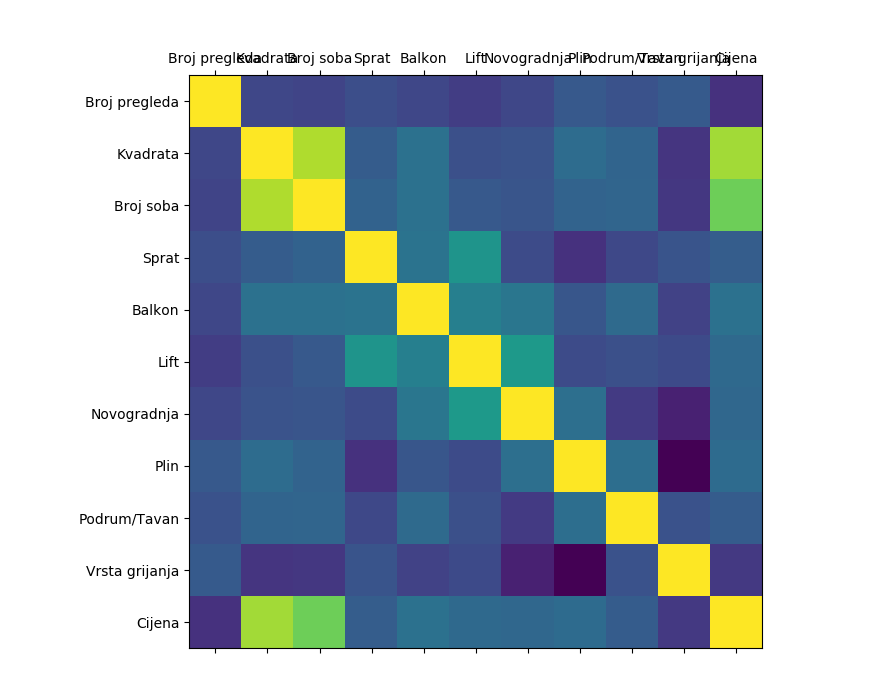 Broj pregleda Kvadrata Broj soba Sprat Balkon Lift Novogradnja Plin Podrum/Tavan Vrsta grijanja Cijena
Broj pregleda
Kvadrata
Broj soba
Sprat
Balkon
Lift
Novogradnja
Plin
Podrum/Tavan
Vrsta grijanja
Cijena